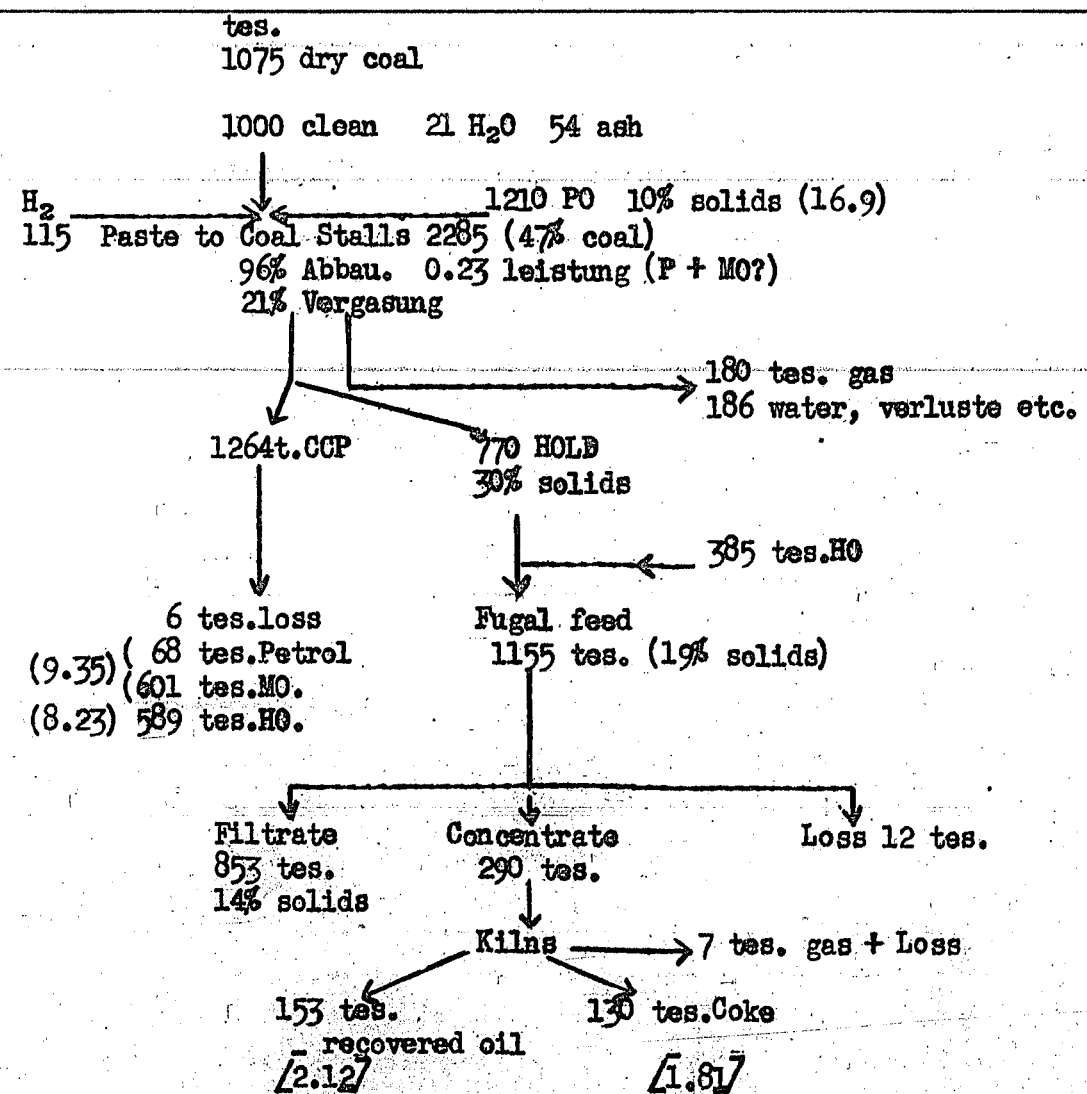 tes.
1075 dry coal
1000 clean 21 H₂O 54 ash
H₂ 1210 PO 10% solids (16.9)
115 Paste to Coal Stalls 2285 (47% coal)
96% Abbau. 0.23 leistung (P + MO?)
21% Vergasung
180 tes. gas
186 water, verluste etc.
1264t.CCP 770 HOLD
30% solids
385 tes.HO
6 tes.loss Fugal feed
68 tes.Petrol 1155 tes. (19% solids)
(9.35) (
(601 tes.MO.
(8.23) 589 tes.HO.
Filtrate Concentrate Loss 12 tes.
853 tes. 290 tes.
14% solids
Kilns 7 tes. gas + Loss
153 tes. 130 tes.Coke
recovered oil
[2.12] [1.81]